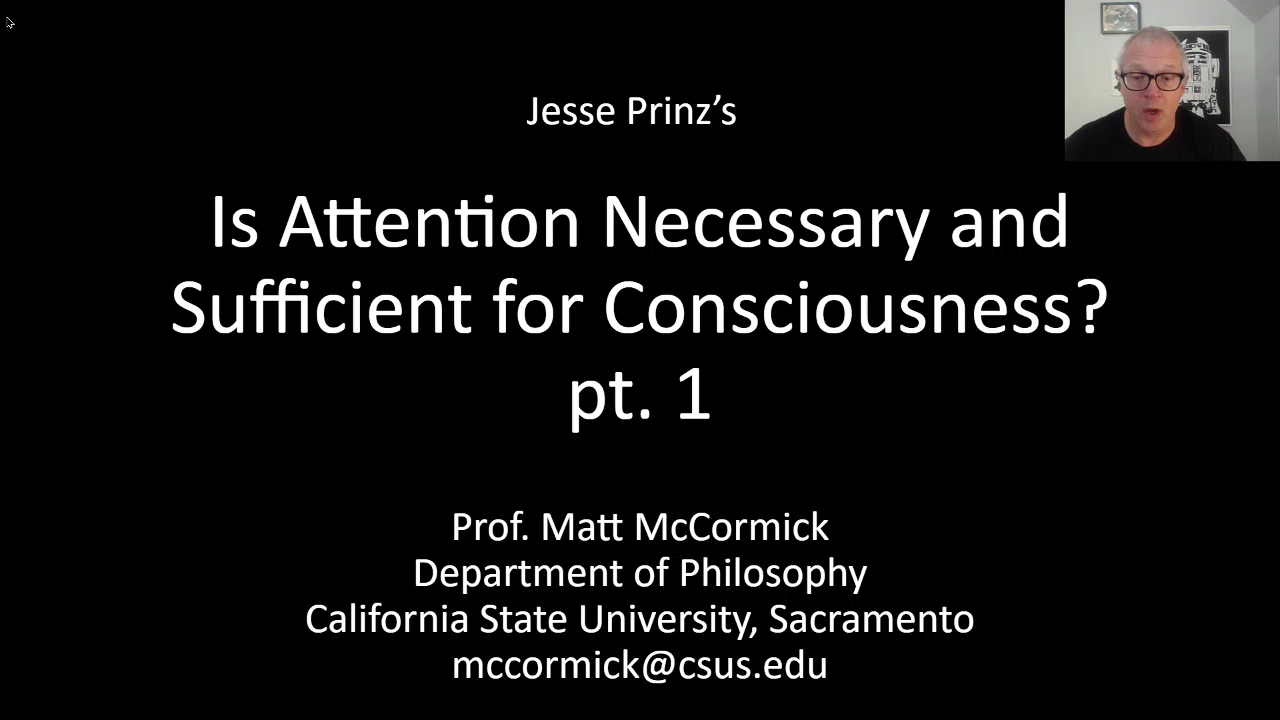 Jesse Prinz’s
Is Attention Necessary and
Sufficient for Consciousness?
pt. 1
Prof. Matt McCormick
Department of Philosophy
California State University, Sacramento
mccormick@csus.edu